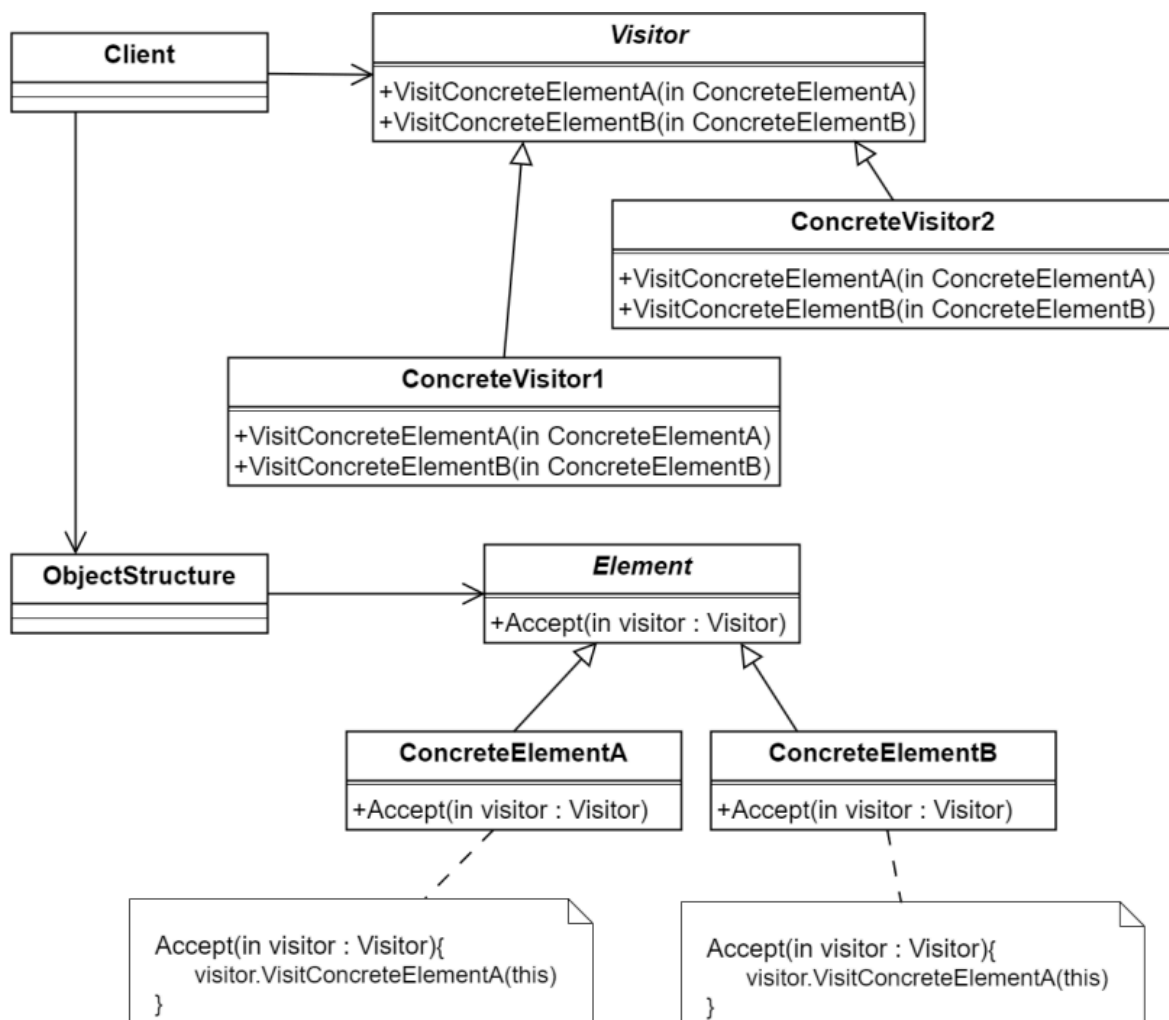 Client
Visitor
+VisitConcreteElementA(in ConcreteElementA)
+VisitConcreteElementB(in ConcreteElementB)
ConcreteVisitor2
+VisitConcreteElementA(in ConcreteElementA)
+VisitConcreteElementB(in ConcreteElementB)
ConcreteVisitor1
+VisitConcreteElementA(in ConcreteElementA)
+VisitConcreteElementB(in ConcreteElementB)
ObjectStructure
Element
+Accept(in visitor : Visitor)
ConcreteElementA
+Accept(in visitor : Visitor)
ConcreteElementB
+Accept(in visitor : Visitor)
Accept(in visitor : Visitor){
visitor.VisitConcreteElementA(this)
}
Accept(in visitor : Visitor){
visitor.VisitConcreteElementA(this)
}